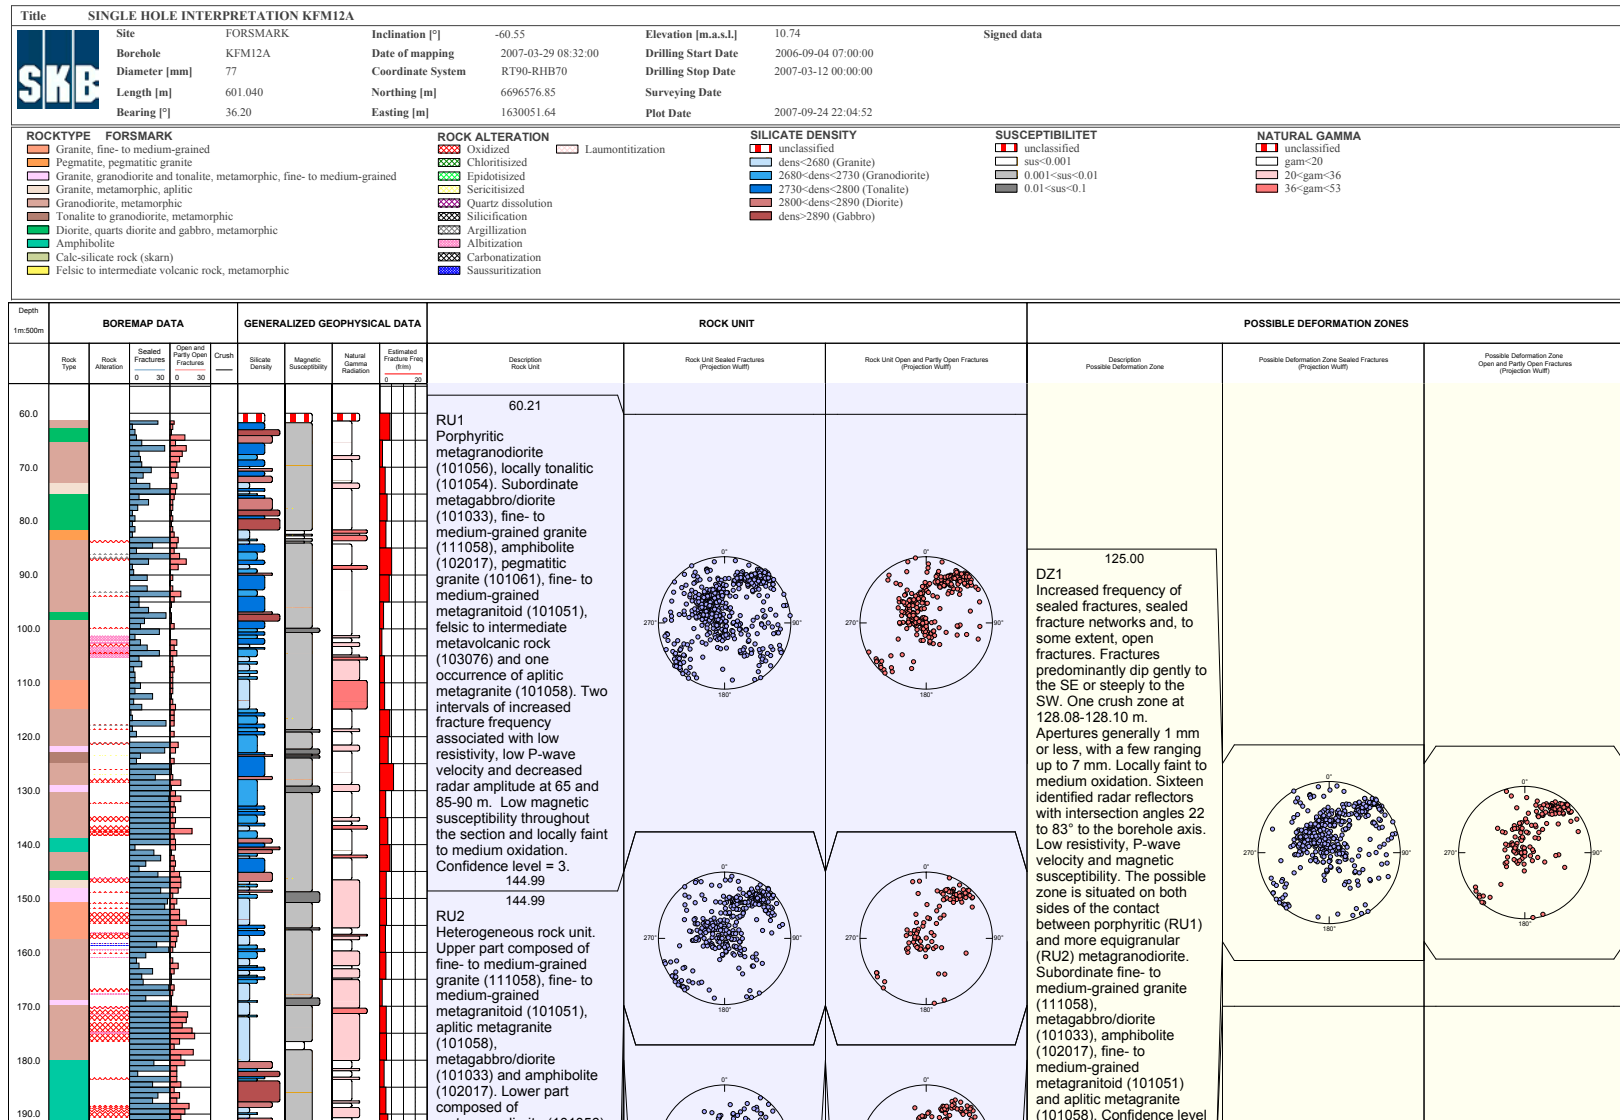 Title SINGLE HOLE INTERPRETATION KFM12A
SKB
Site FORSMARK Inclination [°] -60.55 Elevation [m.a.s.l.] 10.74 Signed data
Borehole KFM12A Date of mapping 2007-03-29 08:32:00 Drilling Start Date 2006-09-04 07:00:00
Diameter [mm] 77 Coordinate System RT90-RHB70 Drilling Stop Date 2007-03-12 00:00:00
Length [m] 601.040 Northing [m] 6696576.85 Surveying Date
Bearing [°] 36.20 Easting [m] 1630051.64 Plot Date 2007-09-24 22:04:52
ROCKTYPE FORSMARK
Granite, fine- to medium-grained
Pegmatite, pegmatitic granite
Granite, granodiorite and tonalite, metamorphic, fine- to medium-grained
Granite, metamorphic, aplitic
Granodiorite, metamorphic
Tonalite to granodiorite, metamorphic
Diorite, quarts diorite and gabbro, metamorphic
Amphibolite
Calc-silicate rock (skarn)
Felsic to intermediate volcanic rock, metamorphic
ROCK ALTERATION
Oxidized Laumontitization
Chloritisized
Epidotisized
Sericitisized
Quartz dissolution
Silicification
Argillization
Albitization
Carbonatization
Saussuritization
SILICATE DENSITY
unclassified
dens<2680 (Granite)
2680<dens<2730 (Granodiorite)
2730<dens<2800 (Tonalite)
2800<dens<2890 (Diorite)
dens>2890 (Gabbro)
SUSCEPTIBILITET
unclassified
sus<0.001
0.001<sus<0.01
0.01<sus<0.1
NATURAL GAMMA
unclassified
gam<20
20<gam<36
36<gam<53
Depth
1m:500m
BOREMAP DATA
GENERALIZED GEOPHYSICAL DATA
ROCK UNIT
POSSIBLE DEFORMATION ZONES
Rock
Type
Rock
Alteration
Sealed
Fractures
0 30
Open and
Partly Open
Fractures
0 30
Crush
Silicate
Density
Magnetic
Susceptibility
Natural
Gamma
Radiation
Estimated
Fracture Freq
(fr/m)
0 20
Description
Rock Unit
Rock Unit Sealed Fractures
(Projection Wulff)
Rock Unit Open and Partly Open Fractures
(Projection Wulff)
Description
Possible Deformation Zone
Possible Deformation Zone Sealed Fractures
(Projection Wulff)
Possible Deformation Zone
Open and Partly Open Fractures
(Projection Wulff)
60.0
70.0
80.0
90.0
100.0
110.0
120.0
130.0
140.0
150.0
160.0
170.0
180.0
190.0
60.21
RU1
Porphyritic
metagranodiorite
(101056), locally tonalitic
(101054). Subordinate
metagabbro/diorite
(101033), fine- to
medium-grained granite
(111058), amphibolite
(102017), pegmatitic
granite (101061), fine- to
medium-grained
metagranitoid (101051),
felsic to intermediate
metavolcanic rock
(103076) and one
occurrence of aplitic
metagranite (101058). Two
intervals of increased
fracture frequency
associated with low
resistivity, low P-wave
velocity and decreased
radar amplitude at 65 and
85-90 m. Low magnetic
susceptibility throughout
the section and locally faint
to medium oxidation.
Confidence level = 3.
144.99
144.99
RU2
Heterogeneous rock unit.
Upper part composed of
fine- to medium-grained
granite (111058), fine- to
medium-grained
metagranitoid (101051),
aplitic metagranite
(101058),
metagabbro/diorite
(101033) and amphibolite
(102017). Lower part
composed of
0°
270° 90°
180°
0°
270° 90°
180°
0°
270° 90°
180°
0°
270° 90°
180°
0°
0°
125.00
DZ1
Increased frequency of
sealed fractures, sealed
fracture networks and, to
some extent, open
fractures. Fractures
predominantly dip gently to
the SE or steeply to the
SW. One crush zone at
128.08-128.10 m.
Apertures generally 1 mm
or less, with a few ranging
up to 7 mm. Locally faint to
medium oxidation. Sixteen
identified radar reflectors
with intersection angles 22
to 83° to the borehole axis.
Low resistivity, P-wave
velocity and magnetic
susceptibility. The possible
zone is situated on both
sides of the contact
between porphyritic (RU1)
and more equigranular
(RU2) metagranodiorite.
Subordinate fine- to
medium-grained granite
(111058),
metagabbro/diorite
(101033), amphibolite
(102017), fine- to
medium-grained
metagranitoid (101051)
and aplitic metagranite
(101058). Confidence level
0°
270° 90°
180°
0°
270° 90°
180°